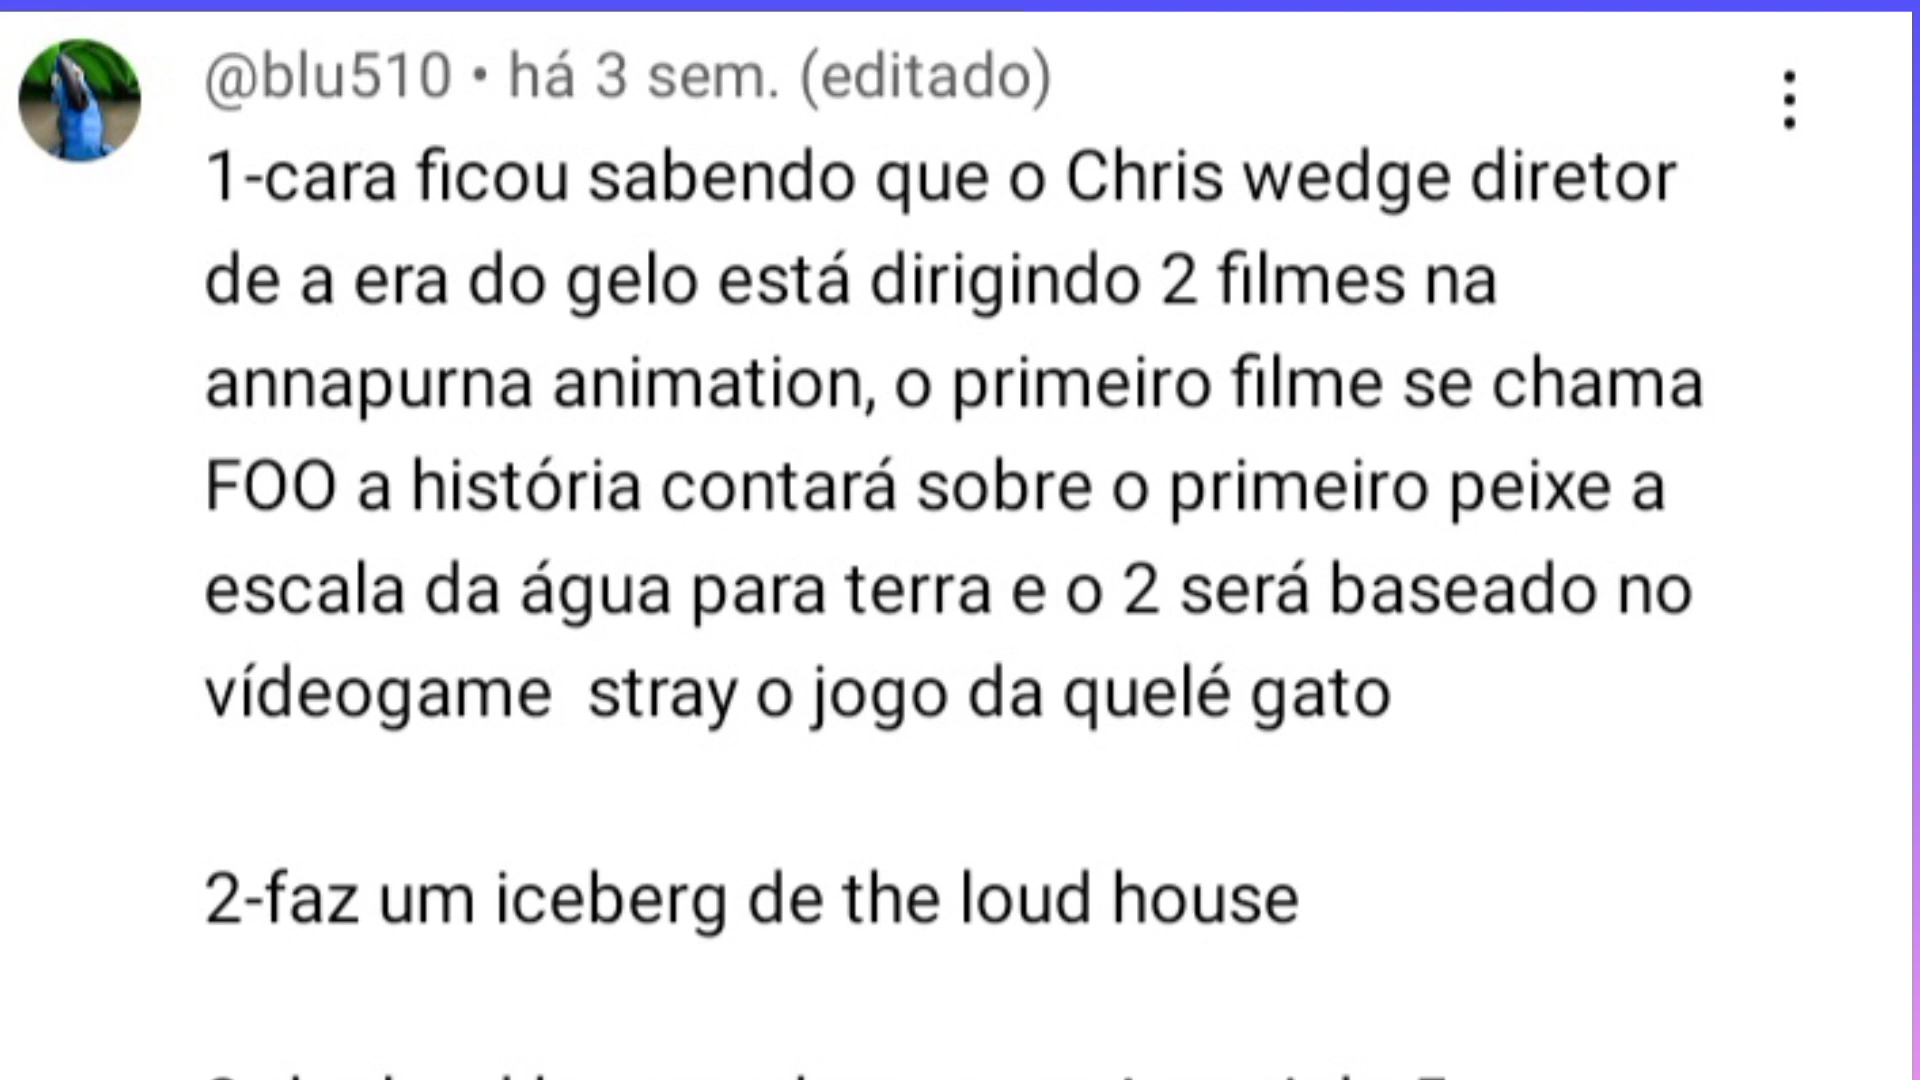 @blu510 • há 3 sem. (editado)
1-cara ficou sabendo que o Chris wedge diretor
de a era do gelo está dirigindo 2 filmes na
annapurna animation, o primeiro filme se chama
FOO a história contará sobre o primeiro peixe a
escala da água para terra e o 2 será baseado no
vídeogame  stray o jogo da quelé gato
2-faz um iceberg de the loud house